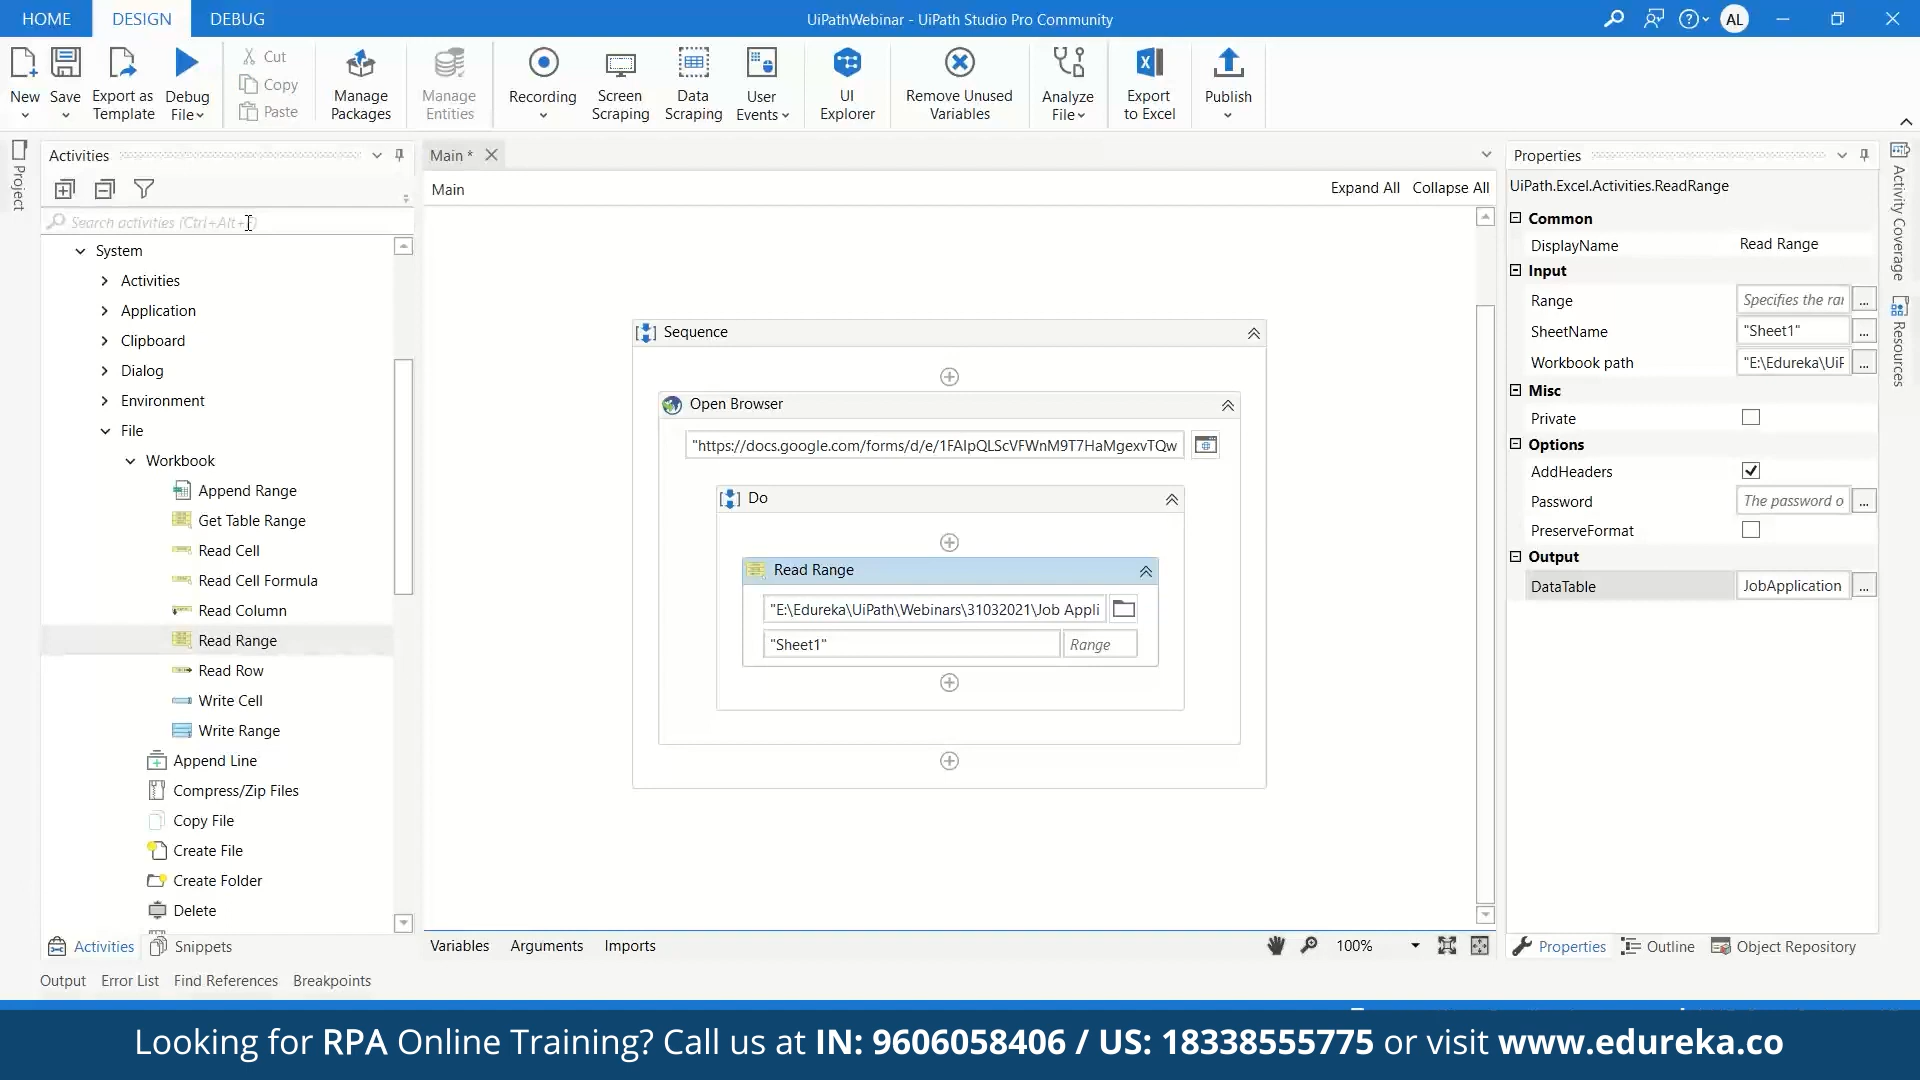 HOME DESIGN DEBUG
UiPathWebinar - UiPath Studio Pro Community
AL
New
Save
Export as
Template
Debug
File
Cut
Copy
Paste
Manage
Packages
Manage
Entities
Recording
Screen
Scraping
Data
Scraping
User
Events
UI
Explorer
Remove Unused
Variables
Analyze
File
Export
to Excel
Publish
Project
Activities
Search activities (Ctrl+Alt+
System
Activities
Application
Clipboard
Dialog
Environment
File
Workbook
Append Range
Get Table Range
Read Cell
Read Cell Formula
Read Column
Read Range
Read Row
Write Cell
Write Range
Append Line
Compress/Zip Files
Copy File
Create File
Create Folder
Delete
Activities Snippets
Main *
Main
Expand All Collapse All
Sequence
Open Browser
"https://docs.google.com/forms/d/e/1FAIpQLScVFWnM9T7HaMgexvTQw
Do
Read Range
"E:\Edureka\UiPath\Webinars\31032021\Job Appli
"Sheet1" Range
Variables Arguments Imports
100%
Properties
UiPath.Excel.Activities.ReadRange
Common
DisplayName Read Range
Input
Range Specifies the rar
SheetName "Sheet1" ...
Workbook path "E:\Edureka\UiF ...
Misc
Private
Options
AddHeaders
Password The password o ...
PreserveFormat
Output
DataTable JobApplication ...
Properties Outline Object Repository
Activity Coverage
Resources
Output Error List Find References Breakpoints
Looking for RPA Online Training? Call us at IN: 9606058406 / US: 18338555775 or visit www.edureka.co